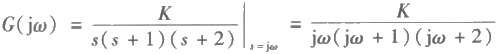 G(jω) = K / s(s + 1)(s + 2) |s = jω = K / jω(jω + 1)(jω + 2)